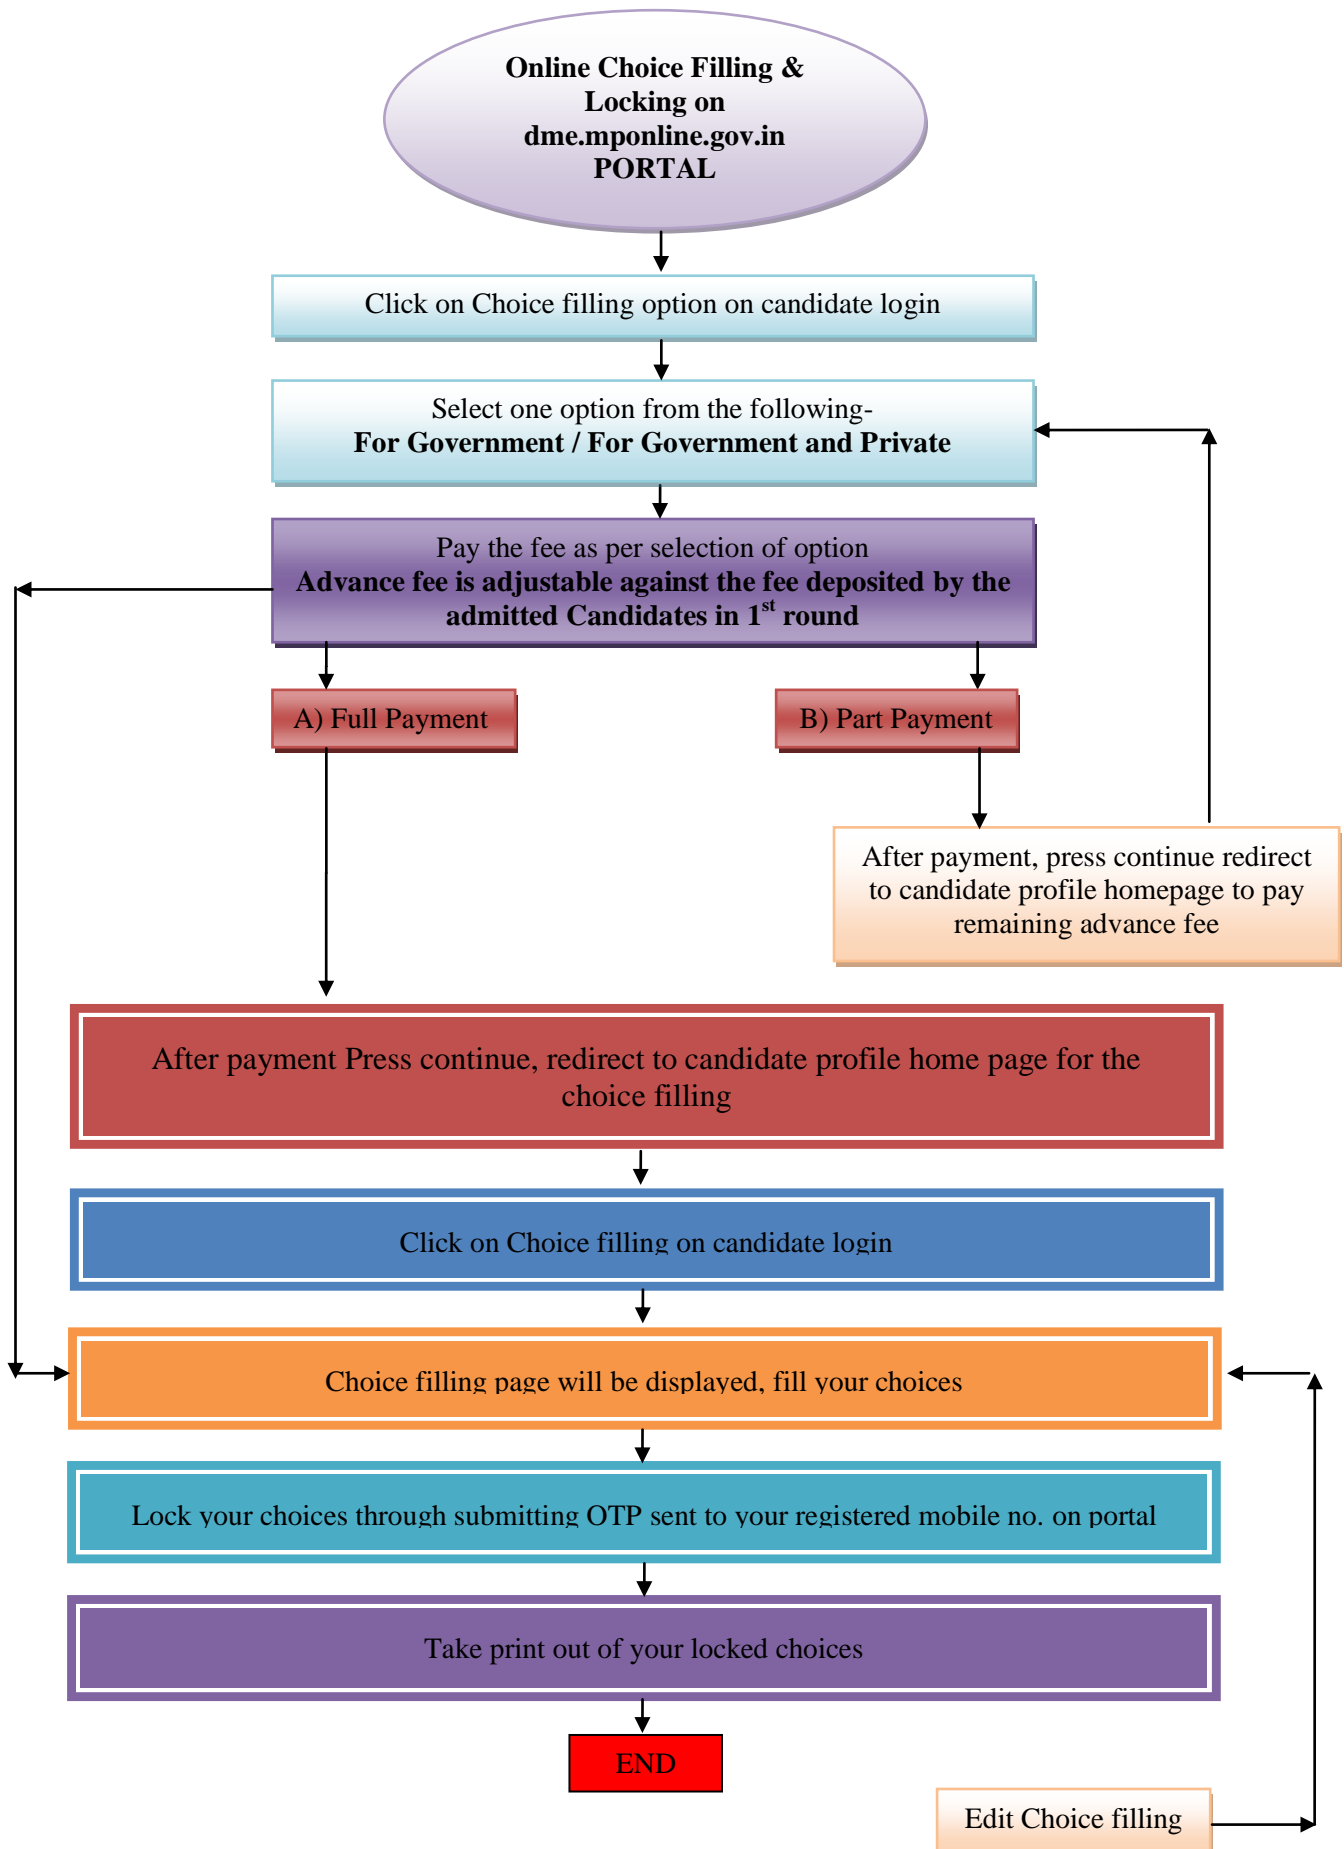 Online Choice Filling &
Locking on
dme.mponline.gov.in
PORTAL
Click on Choice filling option on candidate login
Select one option from the following-
For Government / For Government and Private
Pay the fee as per selection of option
Advance fee is adjustable against the fee deposited by the
admitted Candidates in 1st round
A) Full Payment
B) Part Payment
After payment, press continue redirect
to candidate profile homepage to pay
remaining advance fee
After payment Press continue, redirect to candidate profile home page for the
choice filling
Click on Choice filling on candidate login
Choice filling page will be displayed, fill your choices
Lock your choices through submitting OTP sent to your registered mobile no. on portal
Take print out of your locked choices
END
Edit Choice filling